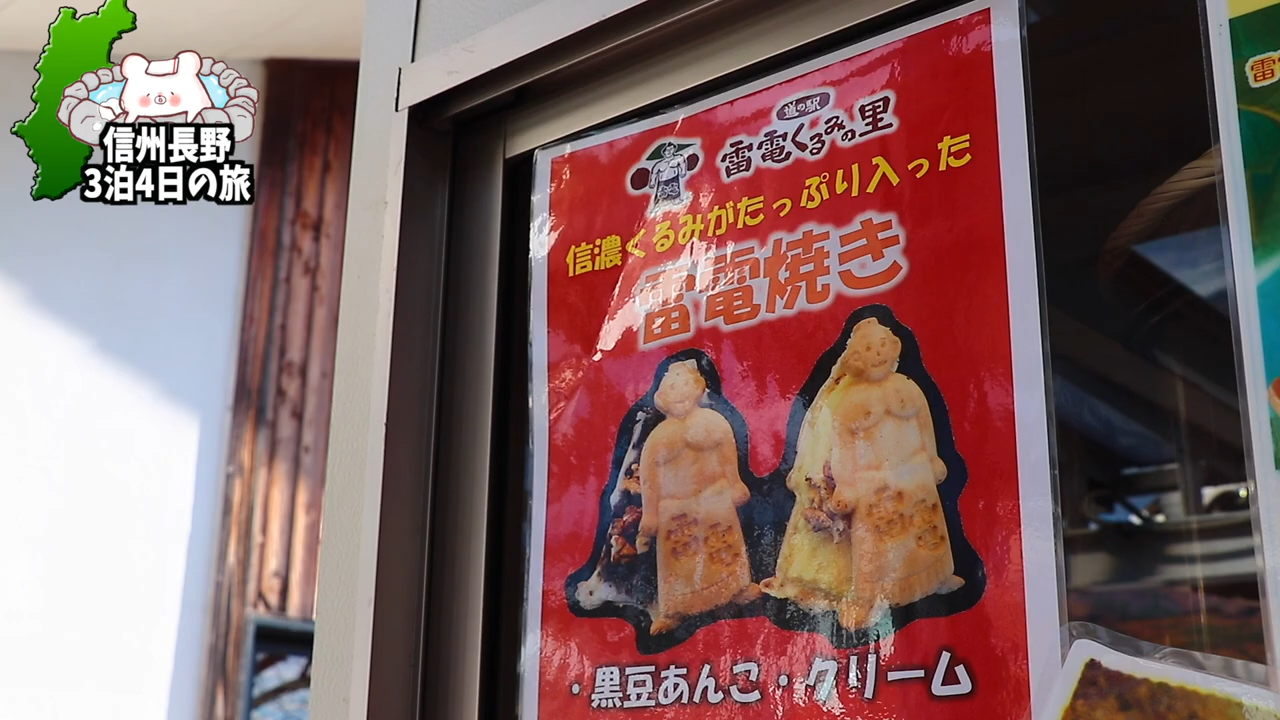 信州長野
3泊4日の旅
道の駅
雷電くるみの里
信濃くるみがたっぷり入った
雷電焼き
雷電
雷電
・黒豆あんこ・クリーム
雷